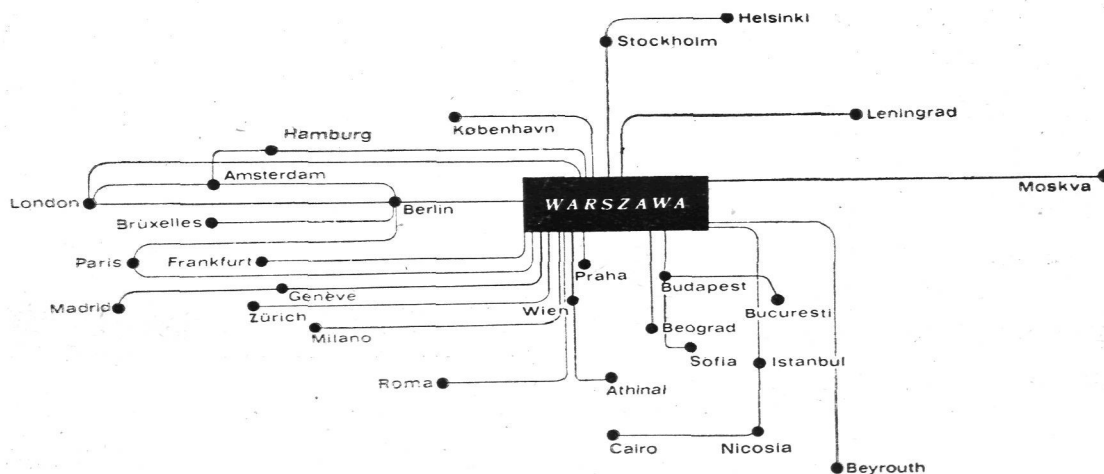 Helsinki
Stockholm
Leningrad
København
Hamburg
Amsterdam
Moskva
London
Berlin
WARSZAWA
Bruxelles
Paris
Frankfurt
Praha
Budapest
Genève
Madrid
Zürich
Wien
Bucuresti
Milano
Beograd
Sofia
Istanbul
Roma
Athinai
Cairo
Nicosia
Beyrouth